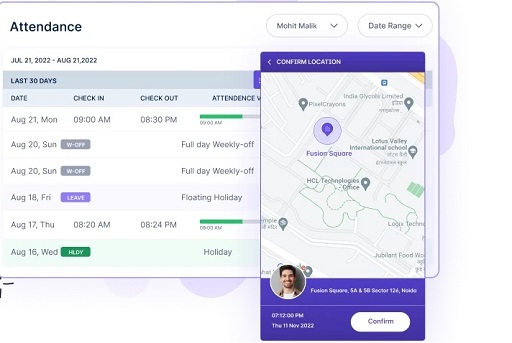 Attendance
Mohit Malik
Date Range
JUL 21, 2022 - AUG 21,2022
LAST 30 DAYS
DATE CHECK IN CHECK OUT ATTENDENCE V
Aug 21, Mon 09:00 AM 08:30 PM
09:00 AM
Aug 20, Sun W-OFF Full day Weekly-off
Aug 20, Sun W-OFF Full day Weekly-off
Aug 18, Fri LEAVE Floating Holiday
Aug 17, Thu 08:20 AM 08:24 PM
09:00 AM
Aug 16, Wed HLDY Holiday
CONFIRM LOCATION
India Glycols Limited
PixelCrayons
Fusion Square
Lotus Valley
International school
HCL Technologies
- Office
Logix Techno
Jubilant Food Wo
Fusion Square, 5A & 5B Sector 126, Noida
07:12:00 PM
Thu 11 Nov 2022
Confirm